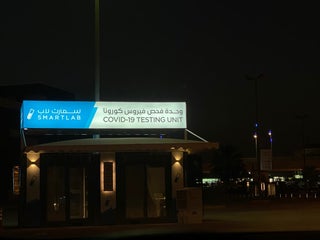 سمارت لاب
SMARTLAB
وحدة فحص فيروس كورونا
COVID-19 TESTING UNIT